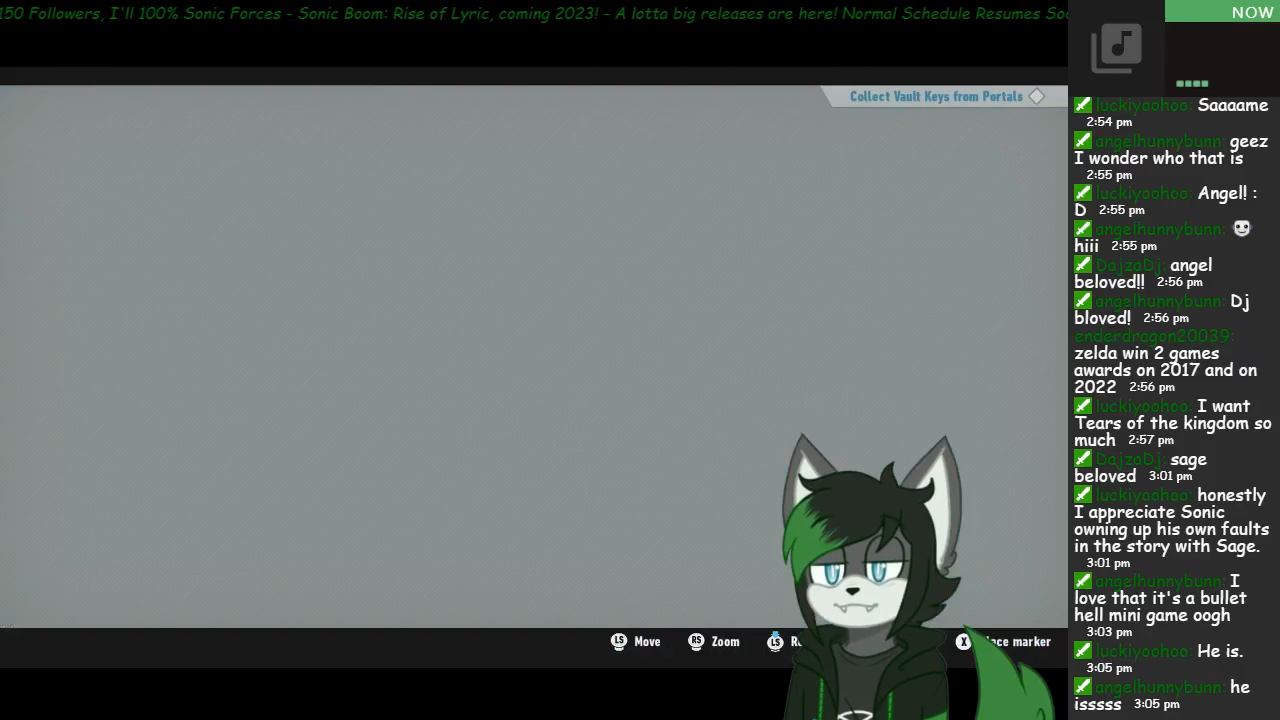 150 Followers, I'll 100% Sonic Forces - Sonic Boom: Rise of Lyric, coming 2023! - A lotta big releases are here! Normal Schedule Resumes
NOW
Collect Vault Keys from Portals
luckiyoohoo: Saaaame
2:54 pm
angelhunnybunn: geez
I wonder who that is
2:55 pm
luckiyoohoo: Angel! :
D 2:55 pm
angelhunnybunn:
hiii 2:55 pm
DajzaDj: angel
beloved!! 2:56 pm
angelhunnybunn: Dj
bloved! 2:56 pm
enderdragon20039:
zelda win 2 games
awards on 2017 and on
2022 2:56 pm
luckiyoohoo: I want
Tears of the kingdom so
much 2:57 pm
DajzaDj: sage
beloved 3:01 pm
luckiyoohoo: honestly
I appreciate Sonic
owning up his own faults
in the story with Sage.
3:01 pm
angelhunnybunn: I
love that it's a bullet
hell mini game oogh
3:03 pm
luckiyoohoo: He is.
3:05 pm
angelhunnybunn: he
isssss 3:05 pm
LS Move RS Zoom LS X marker